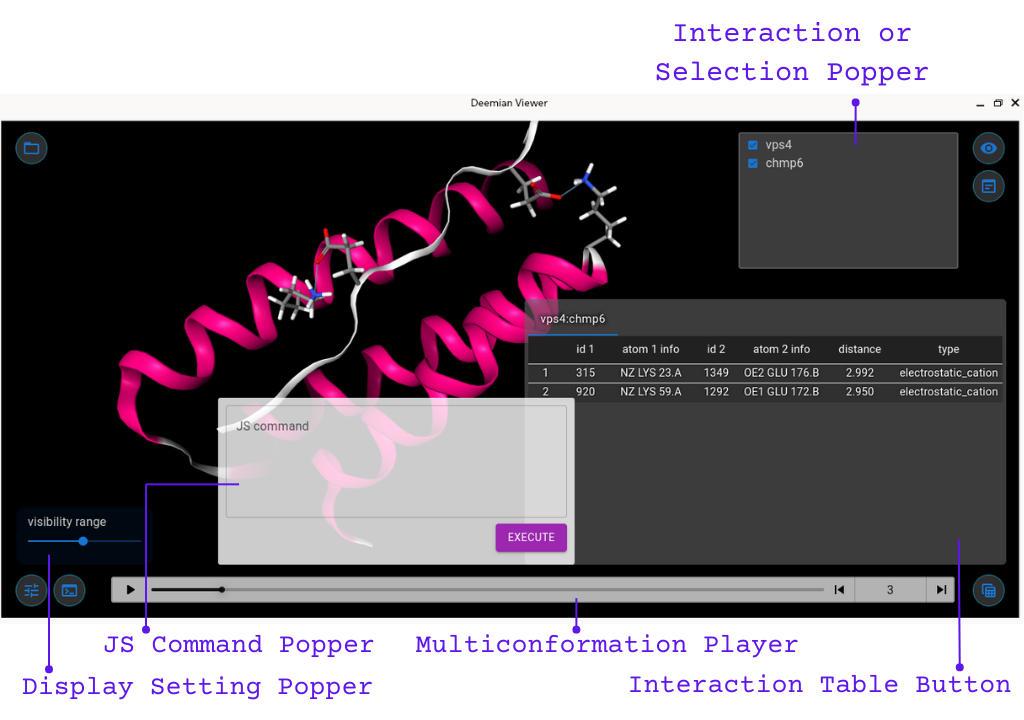 Interaction or
Selection Popper
Deemian Viewer
vps4
chmp6
vps4:chmp6
id 1 atom 1 info id 2 atom 2 info distance type
1 315 NZ LYS 23.A 1349 OE2 GLU 176.B 2.992 electrostatic_cation
2 920 NZ LYS 59.A 1292 OE1 GLU 172.B 2.950 electrostatic_cation
JS command
EXECUTE
visibility range
3
JS Command Popper
Multiconformation Player
Display Setting Popper
Interaction Table Button